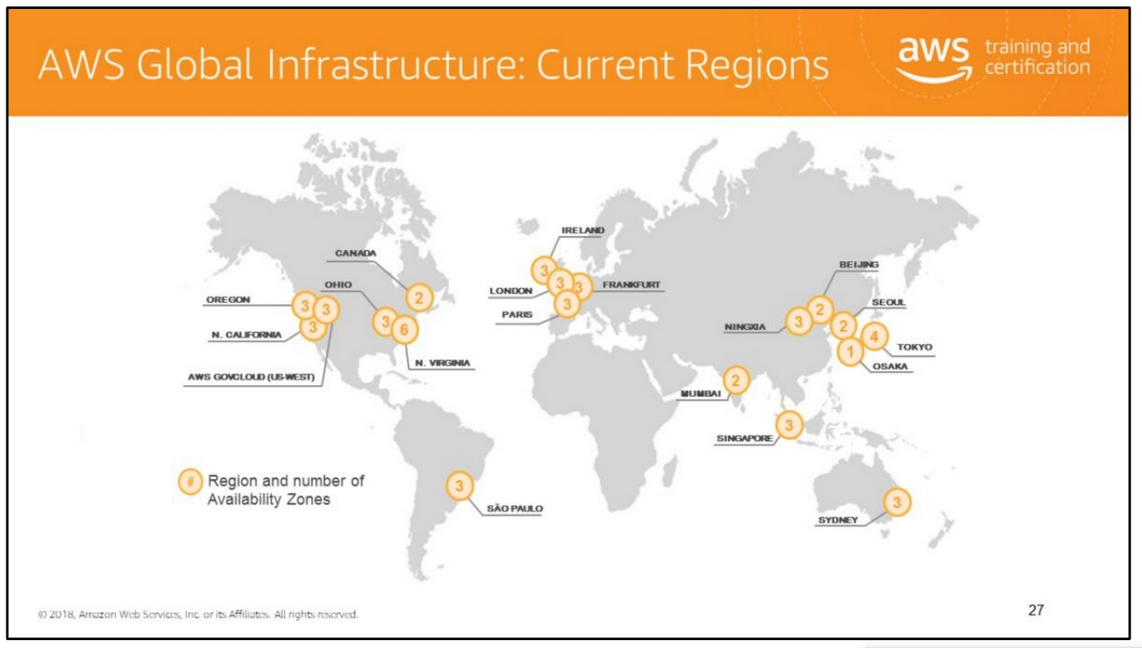 AWS Global Infrastructure: Current Regions
aws training and
certification
IRELAND
3
CANADA
2
OHIO
3
OREGON
3
3
N. CALIFORNIA
3
6
N. VIRGINIA
AWS GOVCLOUD (US-WEST)
LONDON
3
3
FRANKFURT
PARIS
3
BEIJING
2
SEOUL
2
NINGXIA
3
4
TOKYO
1
OSAKA
2
MUMBAI
3
SINGAPORE
# Region and number of
Availability Zones
3
SÃO PAULO
3
SYDNEY
© 2018, Amazon Web Services, Inc. or its Affiliates. All rights reserved.
27